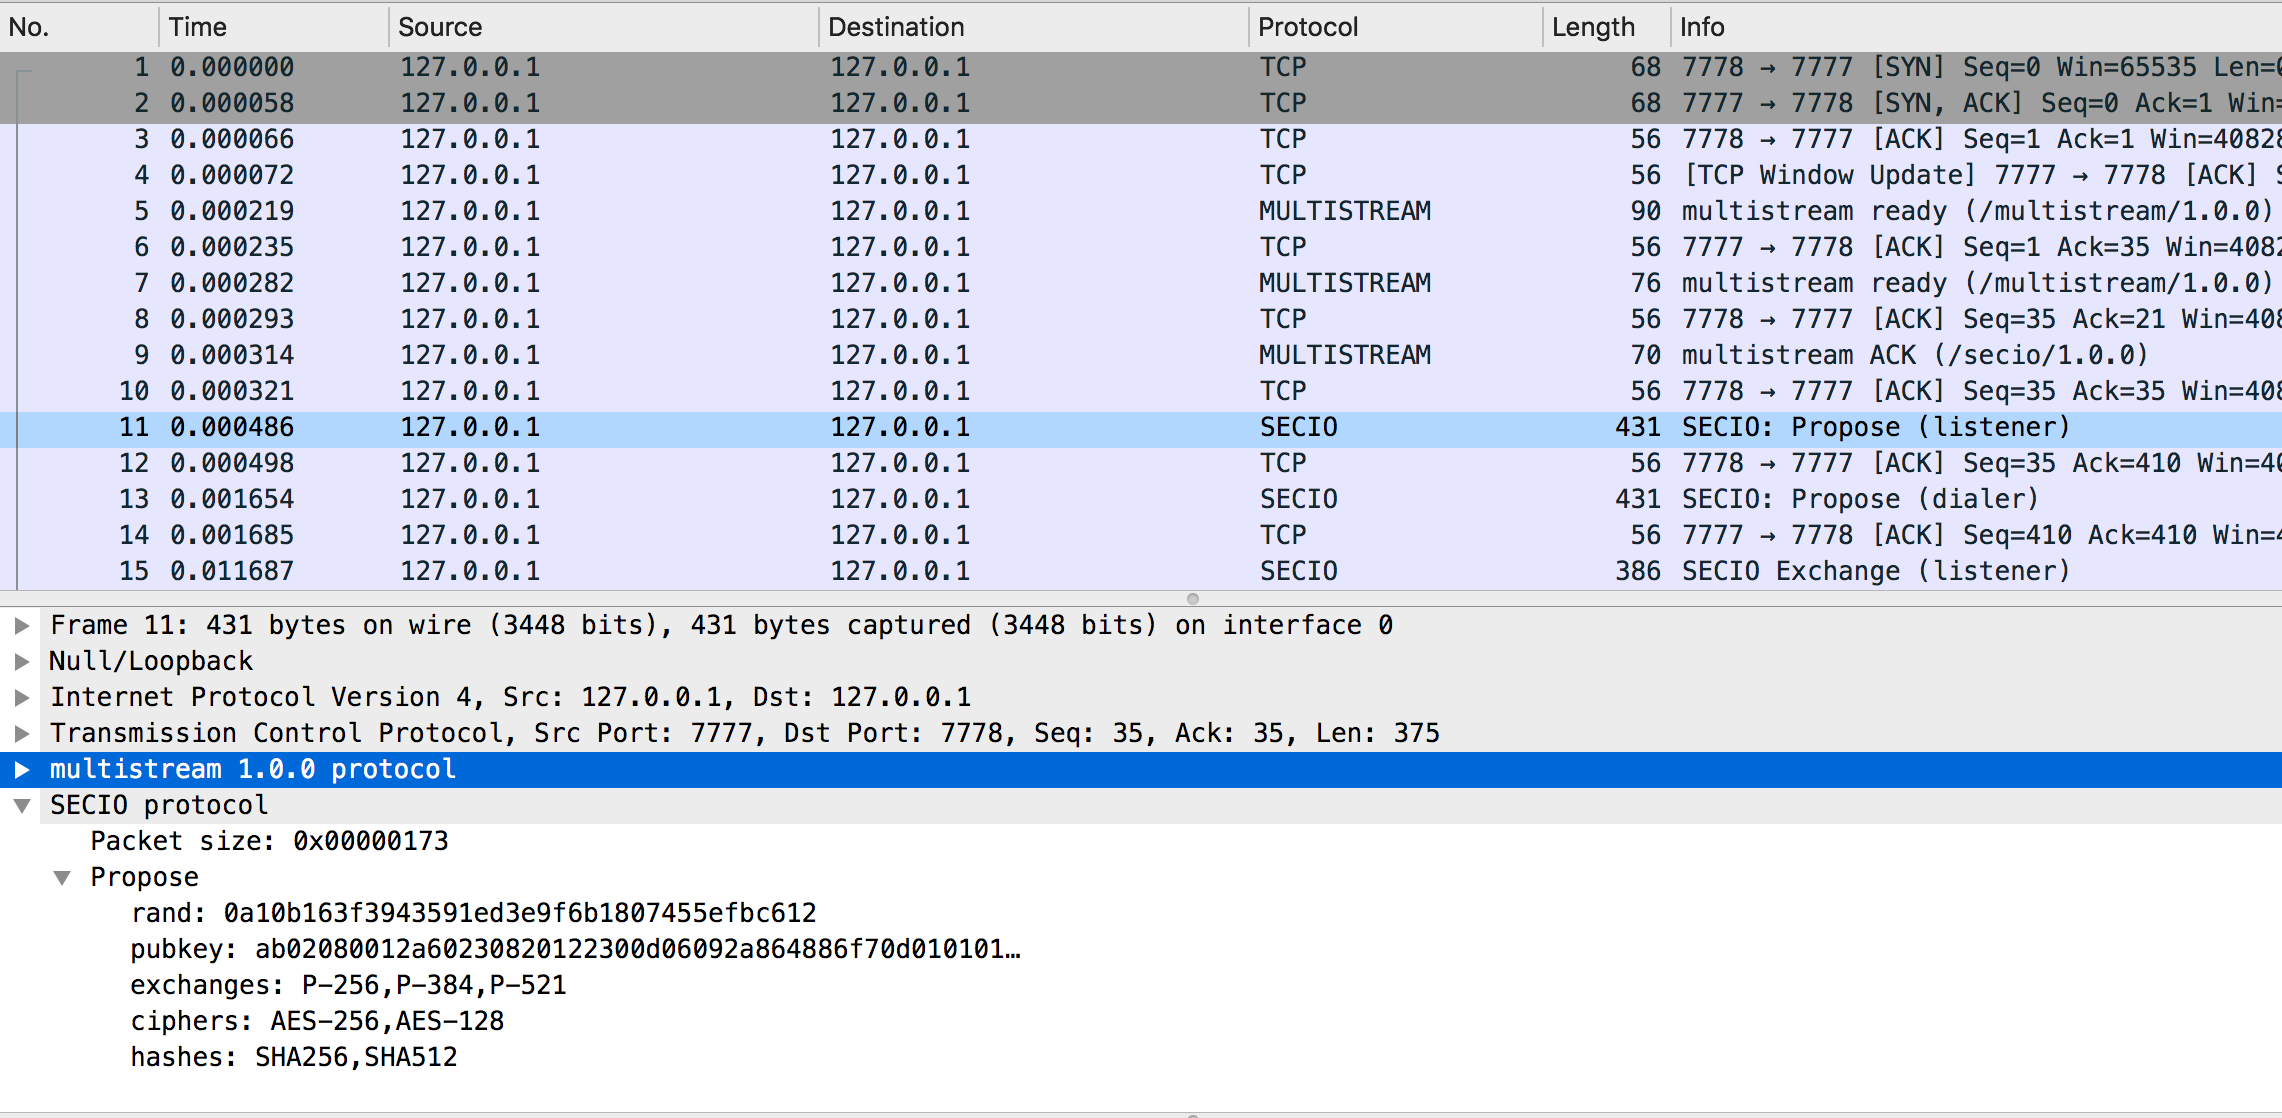 No. Time Source Destination Protocol Length Info
1 0.000000 127.0.0.1 127.0.0.1 TCP 68 7778 → 7777 [SYN] Seq=0 Win=65535 Len=
2 0.000058 127.0.0.1 127.0.0.1 TCP 68 7777 → 7778 [SYN, ACK] Seq=0 Ack=1 Win=
3 0.000066 127.0.0.1 127.0.0.1 TCP 56 7778 → 7777 [ACK] Seq=1 Ack=1 Win=40828
4 0.000072 127.0.0.1 127.0.0.1 TCP 56 [TCP Window Update] 7777 → 7778 [ACK]
5 0.000219 127.0.0.1 127.0.0.1 MULTISTREAM 90 multistream ready (/multistream/1.0.0)
6 0.000235 127.0.0.1 127.0.0.1 TCP 56 7777 → 7778 [ACK] Seq=1 Ack=35 Win=4082
7 0.000282 127.0.0.1 127.0.0.1 MULTISTREAM 76 multistream ready (/multistream/1.0.0)
8 0.000293 127.0.0.1 127.0.0.1 TCP 56 7778 → 7777 [ACK] Seq=35 Ack=21 Win=408
9 0.000314 127.0.0.1 127.0.0.1 MULTISTREAM 70 multistream ACK (/secio/1.0.0)
10 0.000321 127.0.0.1 127.0.0.1 TCP 56 7778 → 7777 [ACK] Seq=35 Ack=35 Win=408
11 0.000486 127.0.0.1 127.0.0.1 SECIO 431 SECIO: Propose (listener)
12 0.000498 127.0.0.1 127.0.0.1 TCP 56 7778 → 7777 [ACK] Seq=35 Ack=410 Win=40
13 0.001654 127.0.0.1 127.0.0.1 SECIO 431 SECIO: Propose (dialer)
14 0.001685 127.0.0.1 127.0.0.1 TCP 56 7777 → 7778 [ACK] Seq=410 Ack=410 Win=4
15 0.011687 127.0.0.1 127.0.0.1 SECIO 386 SECIO Exchange (listener)
Frame 11: 431 bytes on wire (3448 bits), 431 bytes captured (3448 bits) on interface 0
Null/Loopback
Internet Protocol Version 4, Src: 127.0.0.1, Dst: 127.0.0.1
Transmission Control Protocol, Src Port: 7777, Dst Port: 7778, Seq: 35, Ack: 35, Len: 375
multistream 1.0.0 protocol
SECIO protocol
Packet size: 0x00000173
Propose
rand: 0a10b163f3943591ed3e9f6b1807455efbc612
pubkey: ab02080012a60230820122300d06092a864886f70d010101…
exchanges: P-256,P-384,P-521
ciphers: AES-256,AES-128
hashes: SHA256,SHA512